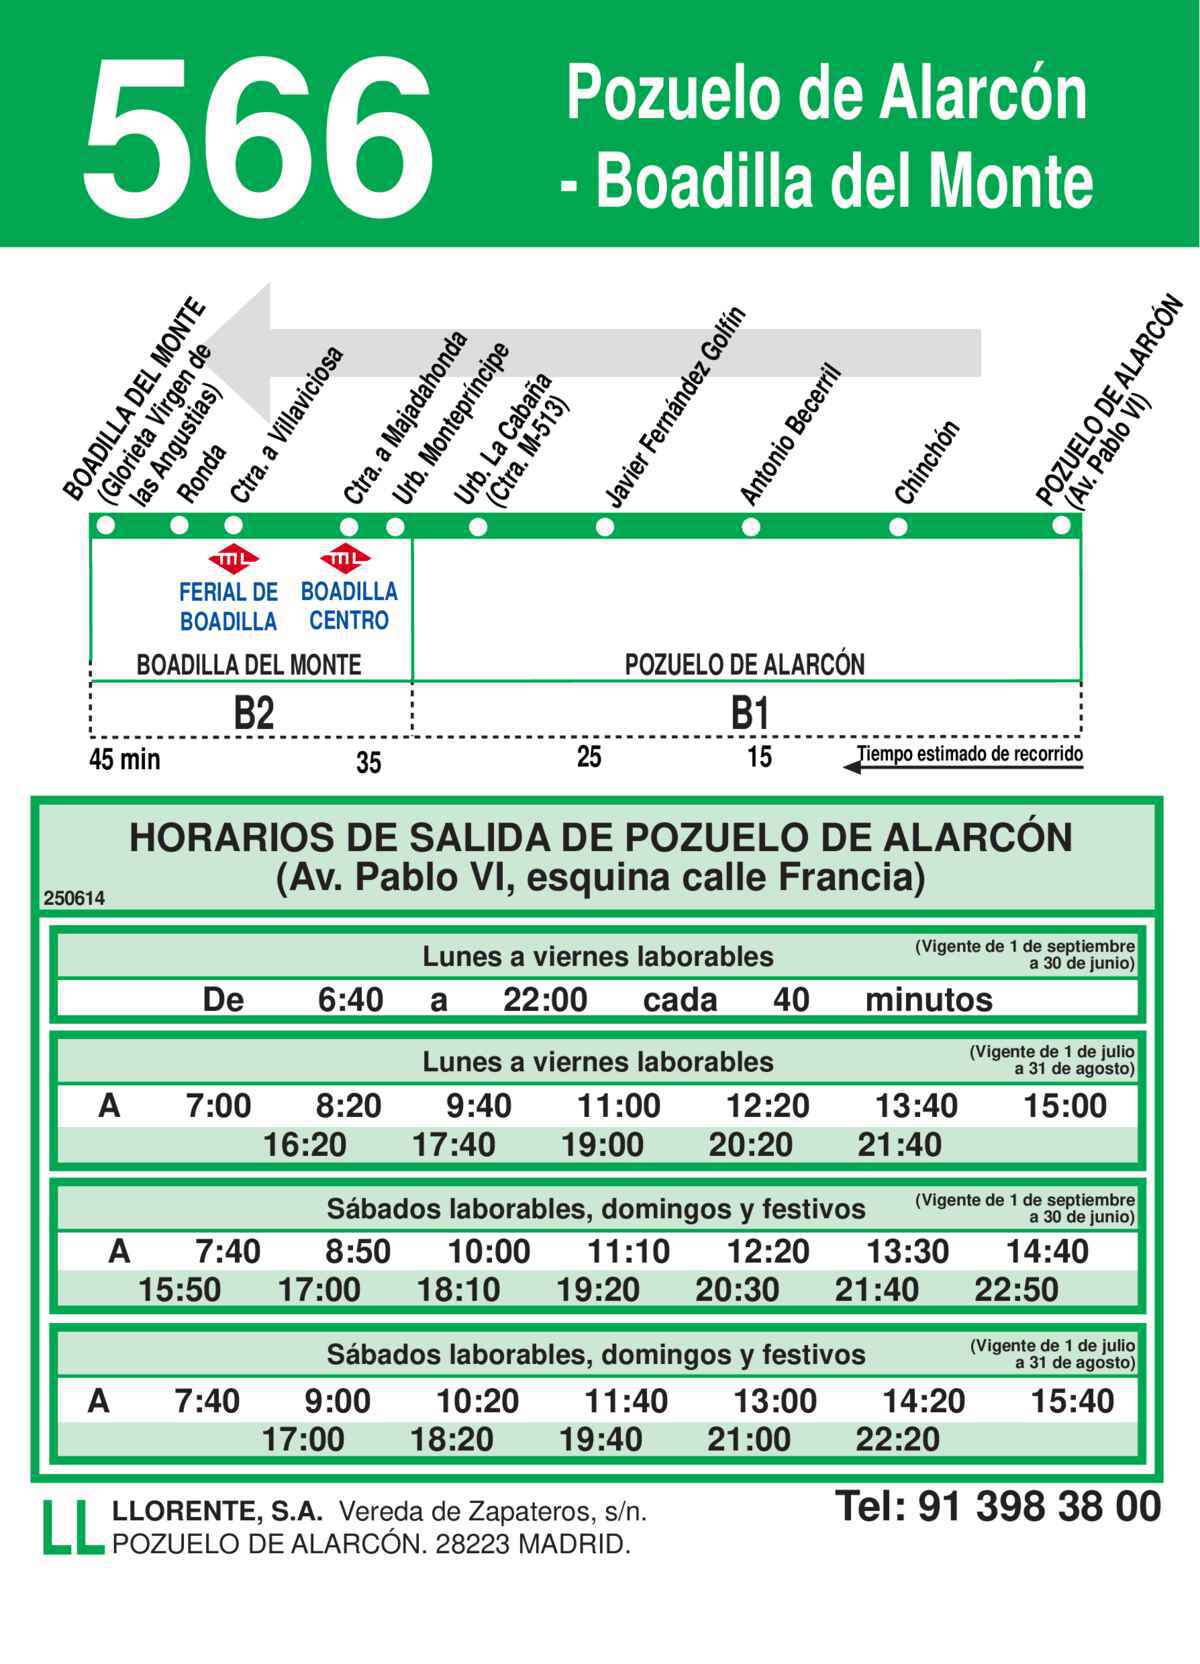 566
Pozuelo de Alarcón
- Boadilla del Monte
BOADILLA DEL MONTE
(Glorieta Virgen de
las Angustias)
Ronda
Ctra. a Villaviciosa
Ctra. a Majadahonda
Urb. Montepríncipe
Urb. La Cabaña
(Ctra. M-513)
Javier Fernández Golfín
Antonio Becerril
Chinchón
POZUELO DE ALARCÓN
(Av. Pablo VI)
ML
FERIAL DE
BOADILLA
ML
BOADILLA
CENTRO
BOADILLA DEL MONTE
POZUELO DE ALARCÓN
B2
B1
45 min
35
25
15
Tiempo estimado de recorrido
HORARIOS DE SALIDA DE POZUELO DE ALARCÓN
(Av. Pablo VI, esquina calle Francia)
250614
Lunes a viernes laborables
(Vigente de 1 de septiembre
a 30 de junio)
De 6:40 a 22:00 cada 40 minutos
Lunes a viernes laborables
(Vigente de 1 de julio
a 31 de agosto)
A 7:00 8:20 9:40 11:00 12:20 13:40 15:00
16:20 17:40 19:00 20:20 21:40
Sábados laborables, domingos y festivos
(Vigente de 1 de septiembre
a 30 de junio)
A 7:40 8:50 10:00 11:10 12:20 13:30 14:40
15:50 17:00 18:10 19:20 20:30 21:40 22:50
Sábados laborables, domingos y festivos
(Vigente de 1 de julio
a 31 de agosto)
A 7:40 9:00 10:20 11:40 13:00 14:20 15:40
17:00 18:20 19:40 21:00 22:20
LL
LLORENTE, S.A. Vereda de Zapateros, s/n.
POZUELO DE ALARCÓN. 28223 MADRID.
Tel: 91 398 38 00